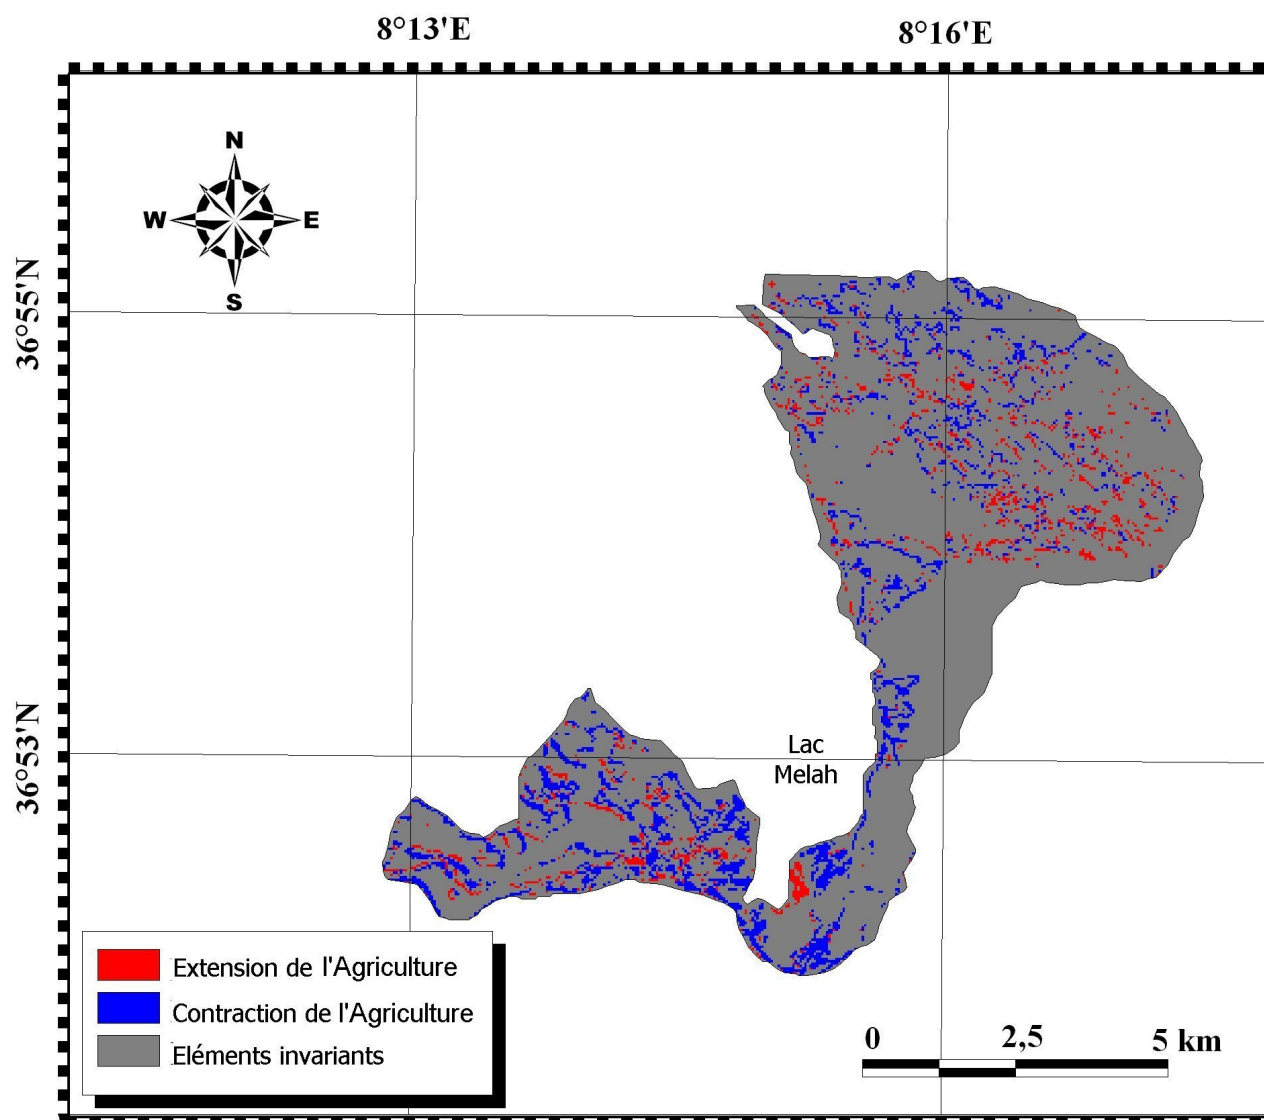 8°13'E
8°16'E
N
W
E
S
36°55'N
36°53'N
Lac
Melah
Extension de l'Agriculture
Contraction de l'Agriculture
Eléments invariants
0
2,5
5 km